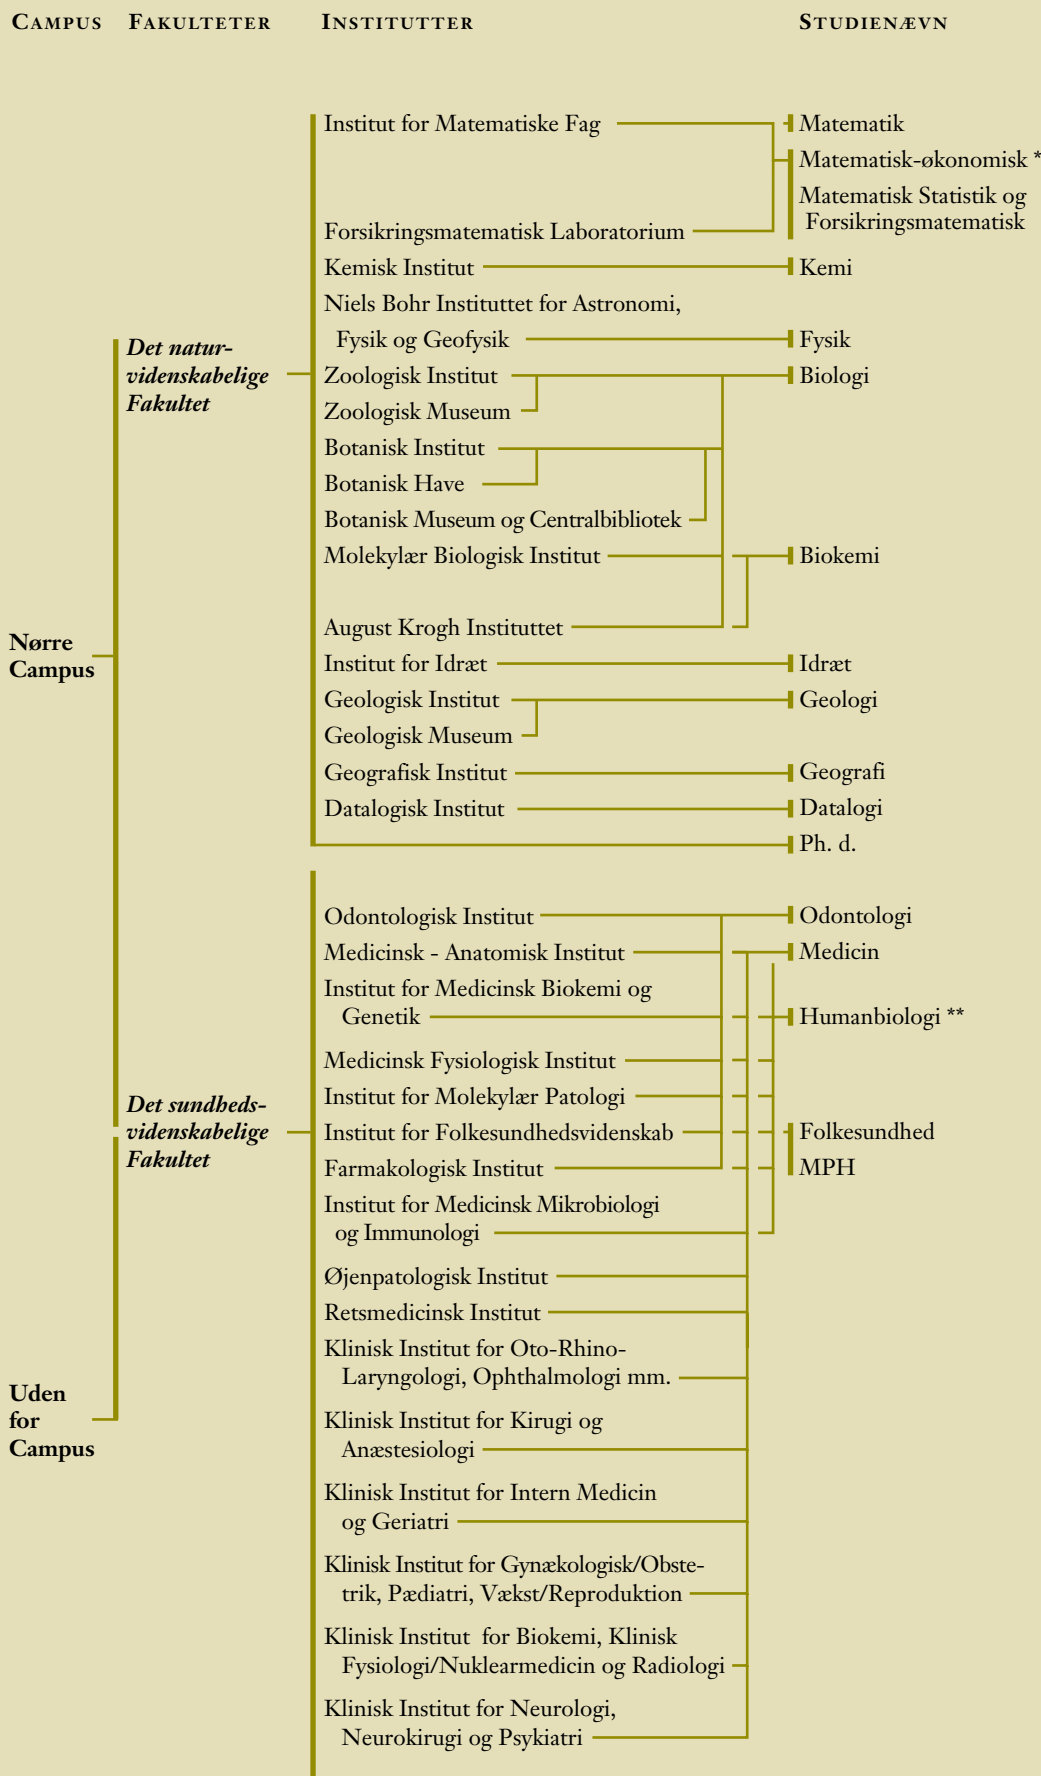 CAMPUS FAKULTETER INSTITUTTER STUDIENÆVN
Institut for Matematiske Fag
Matematik
Matematisk-økonomisk *
Matematisk Statistik og
Forsikringsmatematisk
Forsikringsmatematisk Laboratorium
Kemisk Institut
Kemi
Niels Bohr Instituttet for Astronomi,
Fysik og Geofysik
Fysik
Det natur-
videnskabelige
Fakultet
Zoologisk Institut
Biologi
Zoologisk Museum
Botanisk Institut
Botanisk Have
Botanisk Museum og Centralbibliotek
Molekylær Biologisk Institut
Biokemi
August Krogh Instituttet
Nørre
Campus
Institut for Idræt
Idræt
Geologisk Institut
Geologi
Geologisk Museum
Geografisk Institut
Geografi
Datalogisk Institut
Datalogi
Ph. d.
Odontologisk Institut
Odontologi
Medicinsk - Anatomisk Institut
Medicin
Institut for Medicinsk Biokemi og
Genetik
Humanbiologi **
Medicinsk Fysiologisk Institut
Institut for Molekylær Patologi
Det sundheds-
videnskabelige
Fakultet
Institut for Folkesundhedsvidenskab
Folkesundhed
Farmakologisk Institut
MPH
Institut for Medicinsk Mikrobiologi
og Immunologi
Øjenpatologisk Institut
Retsmedicinsk Institut
Klinisk Institut for Oto-Rhino-
Laryngologi, Ophthalmologi mm.
Uden
for
Campus
Klinisk Institut for Kirugi og
Anæstesiologi
Klinisk Institut for Intern Medicin
og Geriatri
Klinisk Institut for Gynækologisk/Obste-
trik, Pædiatri, Vækst/Reproduktion
Klinisk Institut for Biokemi, Klinisk
Fysiologi/Nuklearmedicin og Radiologi
Klinisk Institut for Neurologi,
Neurokirugi og Psykiatri